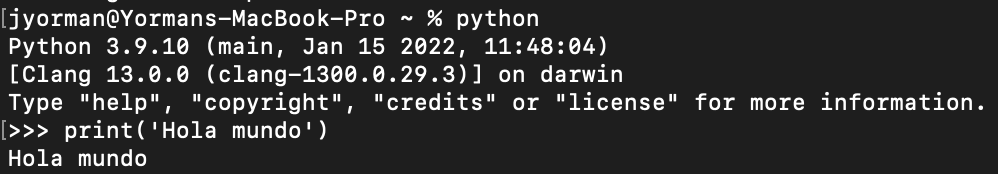 [jyorman@Yormans-MacBook-Pro ~ % python
Python 3.9.10 (main, Jan 15 2022, 11:48:04)
[Clang 13.0.0 (clang-1300.0.29.3)] on darwin
Type "help", "copyright", "credits" or "license" for more information.
[>>> print('Hola mundo')
Hola mundo